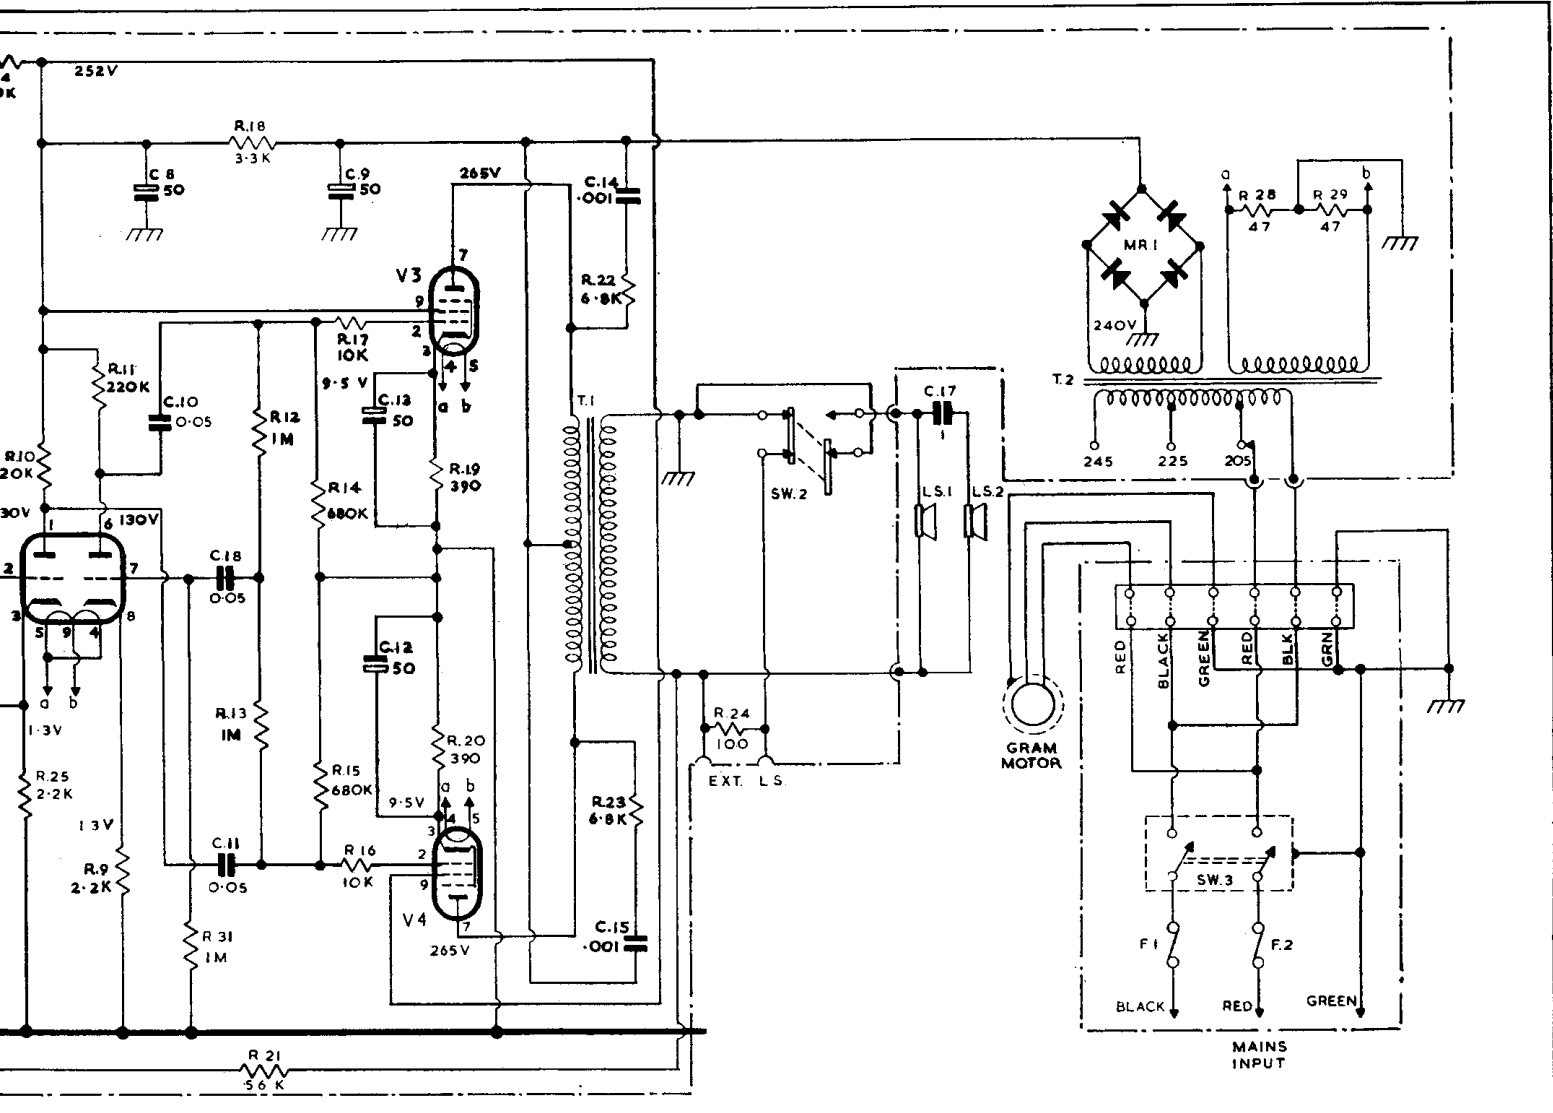 4
K
252V
R.18
3.3K
C 8
50
C.9
50
265V
C.14
.001
7
V3
9
2
3
4
5
a
b
R.22
6.8K
MR.1
240V
a
b
R 28
47
R 29
47
T.2
245
225
205
R.17
10K
9.5 V
C.13
50
R.11
220K
C.10
0.05
R12
1M
R.10
20K
R.14
680K
R.19
390
T.1
SW.2
C.17
1
L.S.1
L.S.2
30V
1
6
130V
2
7
3
8
5
9
4
a
b
1.3V
C.18
0.05
C.12
50
R.13
1M
R.20
390
R.15
680K
9.5V
a
b
4
5
3
2
9
7
V4
265V
R.25
2.2K
1.3V
R.9
2.2K
C.11
0.05
R 16
10K
R 31
1M
R.23
6.8K
C.15
.001
R.24
100
EXT. L.S.
GRAM
MOTOR
RED
BLACK
GREEN
RED
BLK
GRN
SW.3
F.1
F.2
BLACK
RED
GREEN
MAINS
INPUT
R 21
.56 K